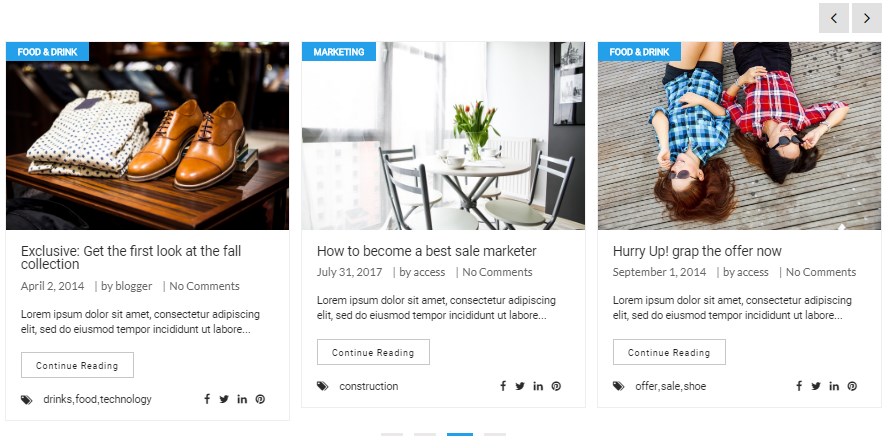 FOOD & DRINK
Exclusive: Get the first look at the fall
collection
April 2, 2014 | by blogger | No Comments
Lorem ipsum dolor sit amet, consectetur adipiscing
elit, sed do eiusmod tempor incididunt ut labore...
Continue Reading
drinks,food,technology
MARKETING
How to become a best sale marketer
July 31, 2017 | by access | No Comments
Lorem ipsum dolor sit amet, consectetur adipiscing
elit, sed do eiusmod tempor incididunt ut labore...
Continue Reading
construction
FOOD & DRINK
Hurry Up! grap the offer now
September 1, 2014 | by access | No Comments
Lorem ipsum dolor sit amet, consectetur adipiscing
elit, sed do eiusmod tempor incididunt ut labore...
Continue Reading
offer,sale,shoe